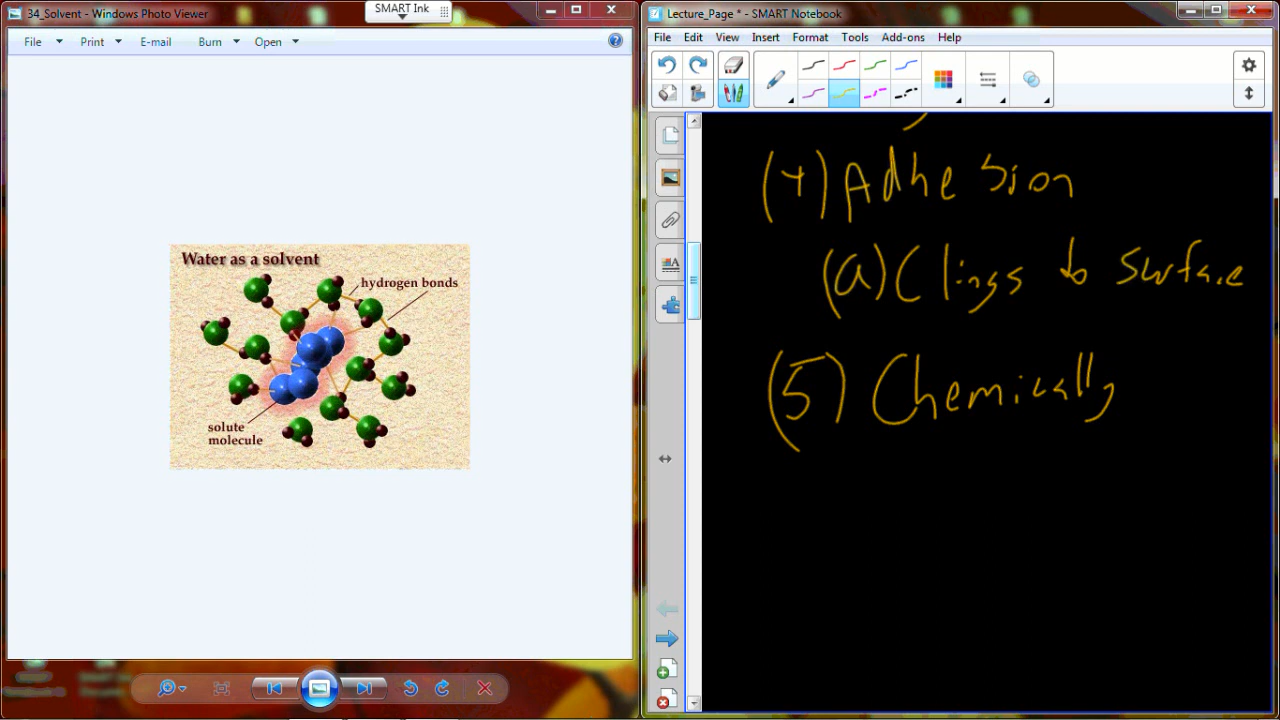 34_Solvent - Windows Photo Viewer
SMART Ink
File Print E-mail Burn Open
Water as a solvent
hydrogen bonds
solute
molecule
Lecture_Page * - SMART Notebook
File Edit View Insert Format Tools Add-ons Help
(4) Adhesion
(a) Clings to surface
(5) Chemically